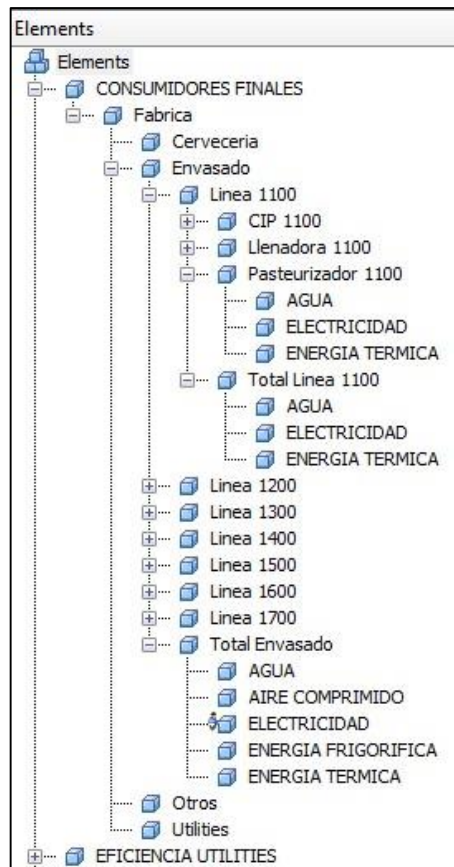 Elements
Elements
CONSUMIDORES FINALES
Fabrica
Cerveceria
Envasado
Linea 1100
CIP 1100
Llenadora 1100
Pasteurizador 1100
AGUA
ELECTRICIDAD
ENERGIA TERMICA
Total Linea 1100
AGUA
ELECTRICIDAD
ENERGIA TERMICA
Linea 1200
Linea 1300
Linea 1400
Linea 1500
Linea 1600
Linea 1700
Total Envasado
AGUA
AIRE COMPRIMIDO
ELECTRICIDAD
ENERGIA FRIGORIFICA
ENERGIA TERMICA
Otros
Utilities
EFICIENCIA UTILITIES